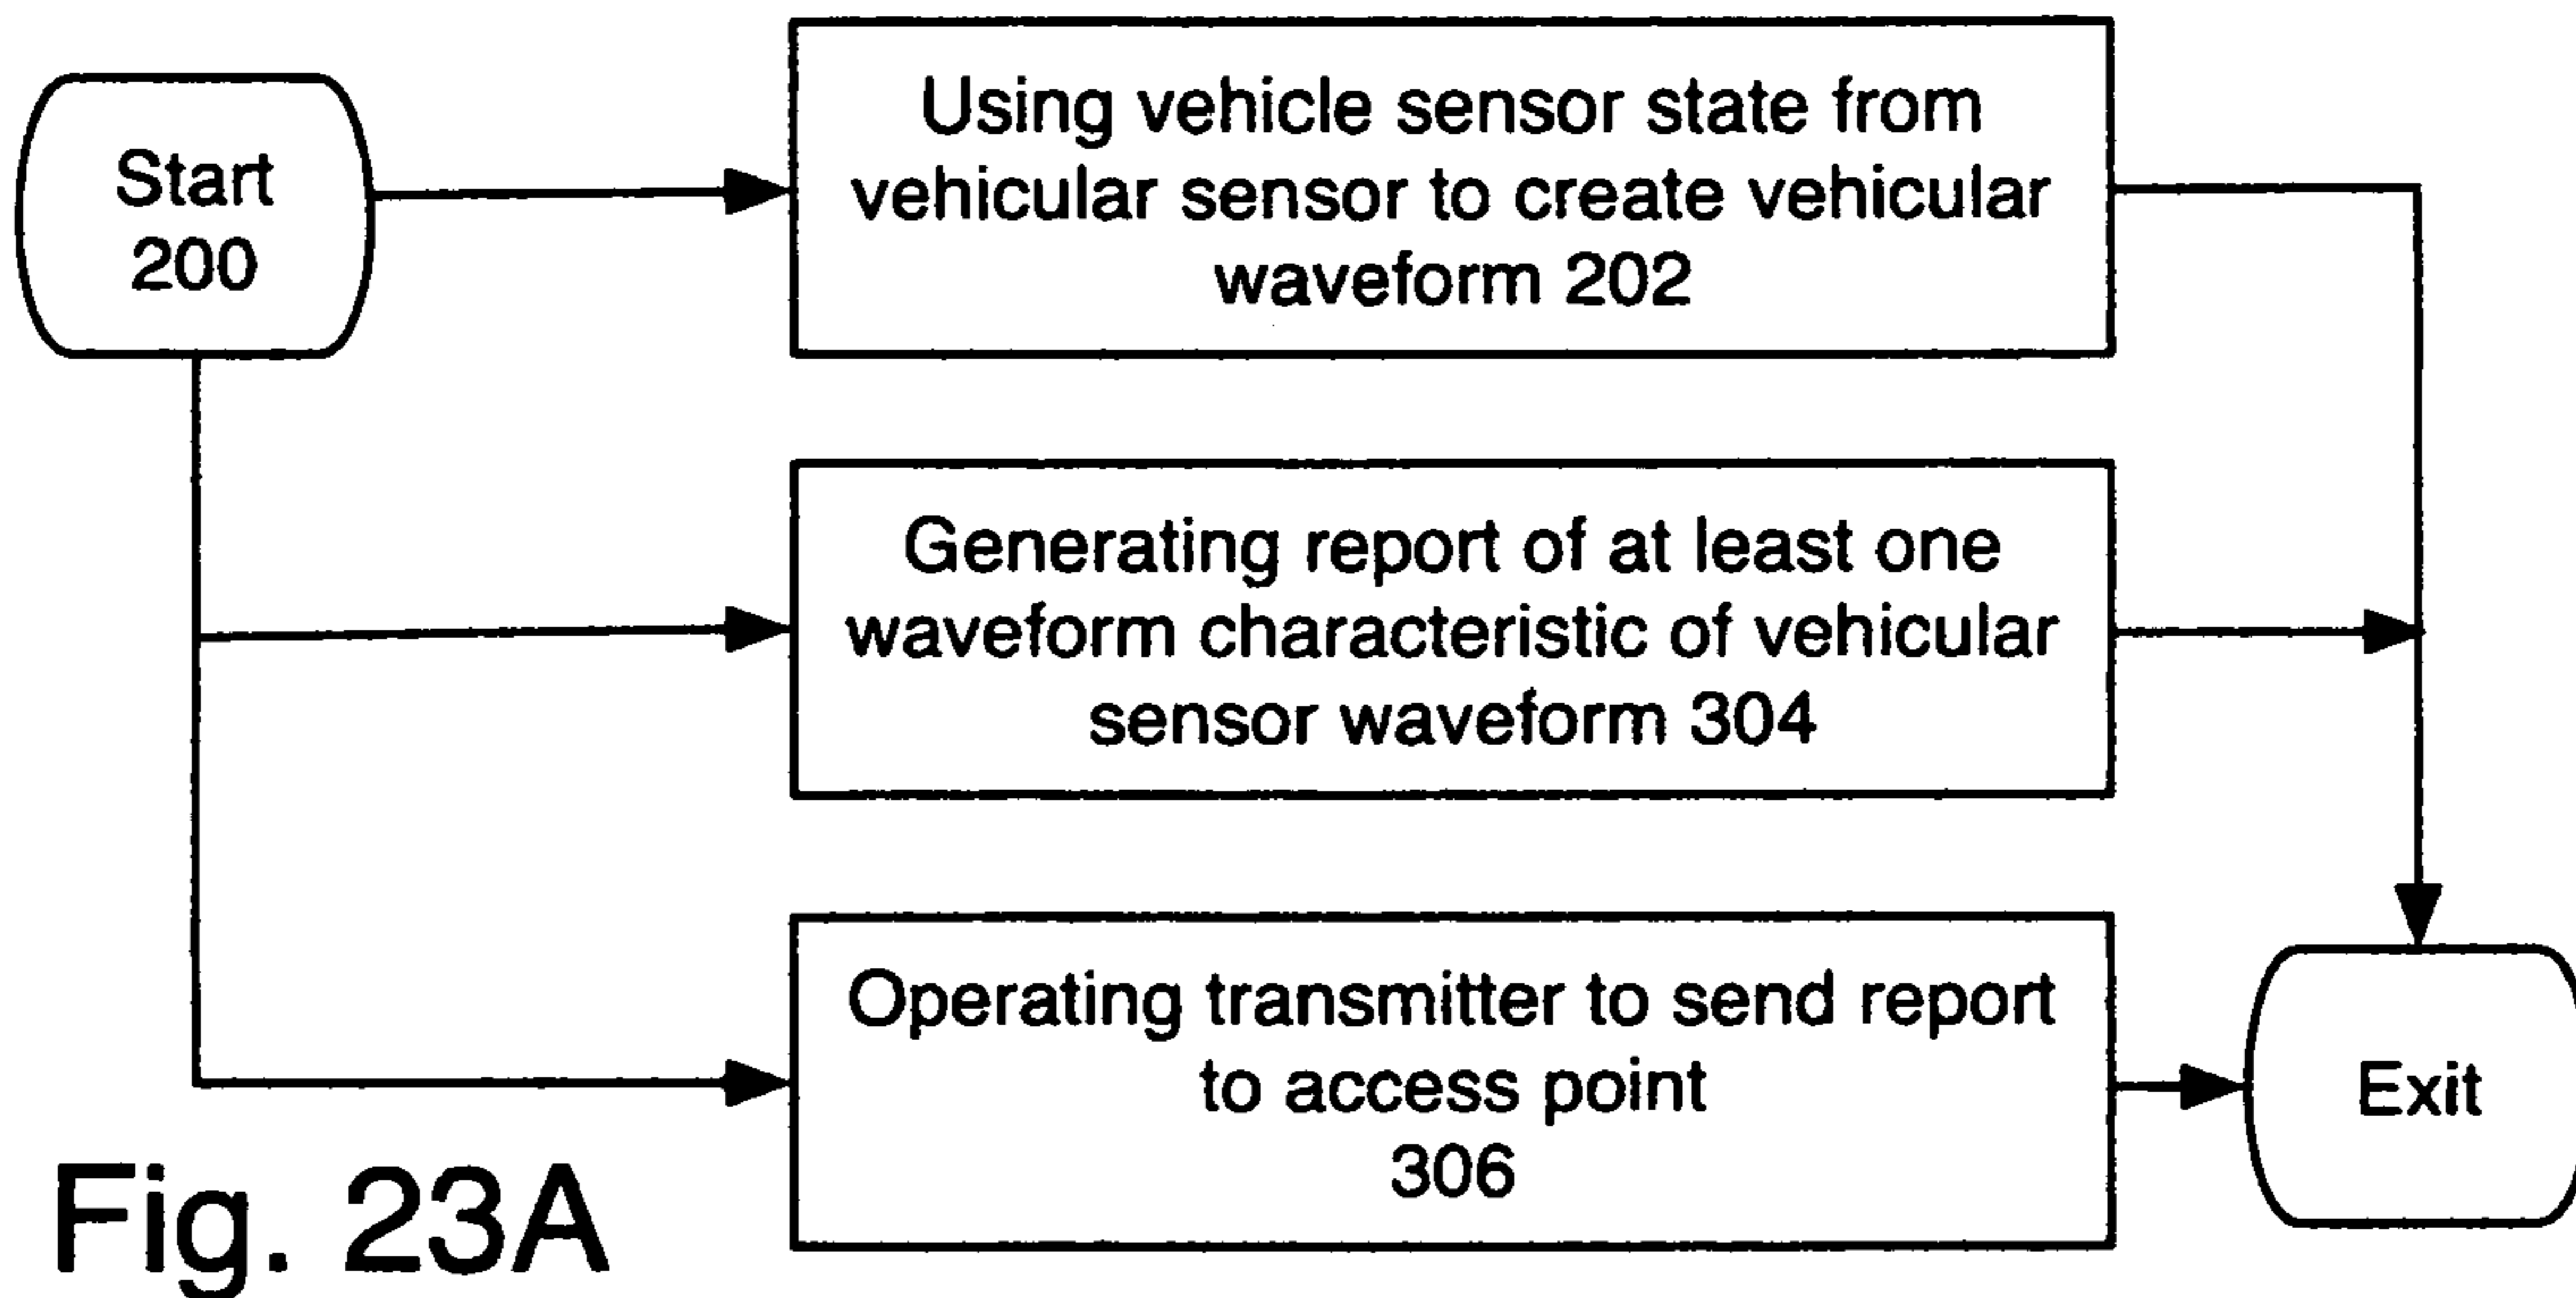 Start
200
Using vehicle sensor state from
vehicular sensor to create vehicular
waveform 202
Generating report of at least one
waveform characteristic of vehicular
sensor waveform 304
Operating transmitter to send report
to access point
306
Exit
Fig. 23A